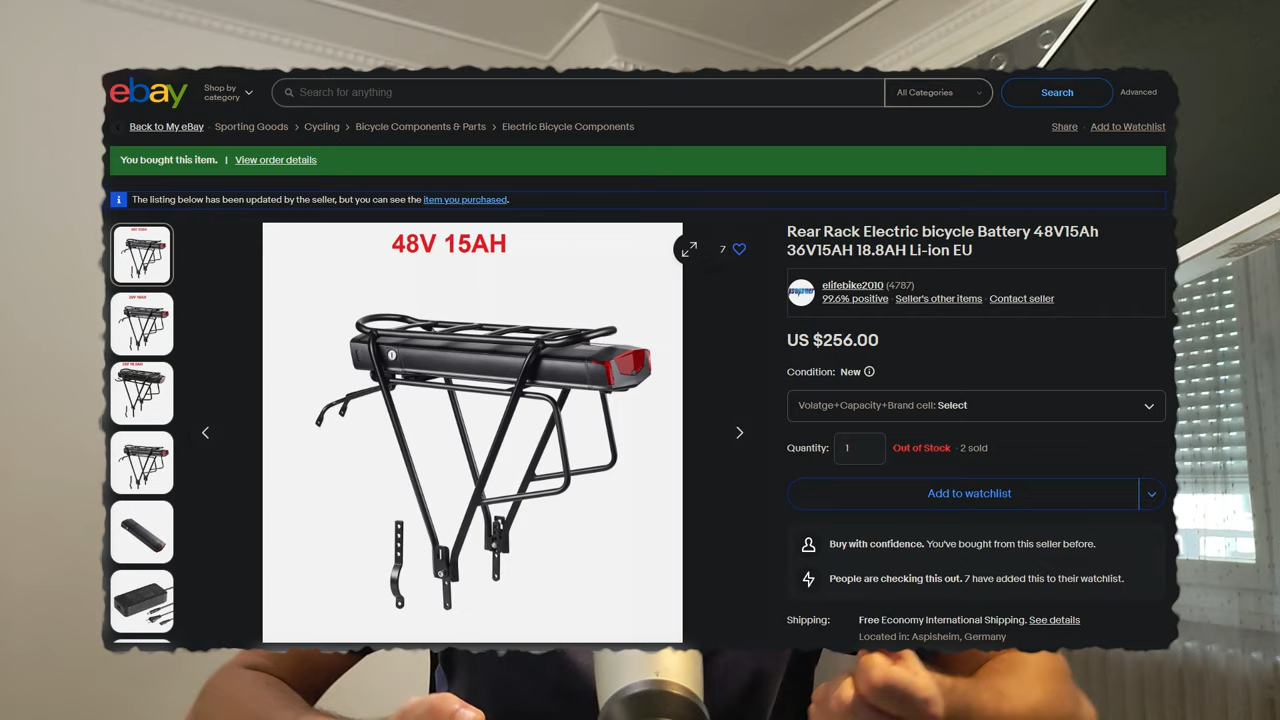 ebay
Shop by
category
Search for anything
All Categories
Search
Advanced
Back to My eBay
Sporting Goods
Cycling
Bicycle Components & Parts
Electric Bicycle Components
Share
Add to Watchlist
You bought this item. | View order details
The listing below has been updated by the seller, but you can see the item you purchased.
48V 15AH
7
Rear Rack Electric bicycle Battery 48V15Ah
36V15AH 18.8AH Li-ion EU
elifebike2010 (4787)
99.6% positive · Seller's other items · Contact seller
US $256.00
Condition: New
Volatge+Capacity+Brand cell: Select
Quantity: 1 Out of Stock · 2 sold
Add to watchlist
Buy with confidence. You've bought from this seller before.
People are checking this out. 7 have added this to their watchlist.
Shipping: Free Economy International Shipping. See details
Located in: Aspisheim, Germany